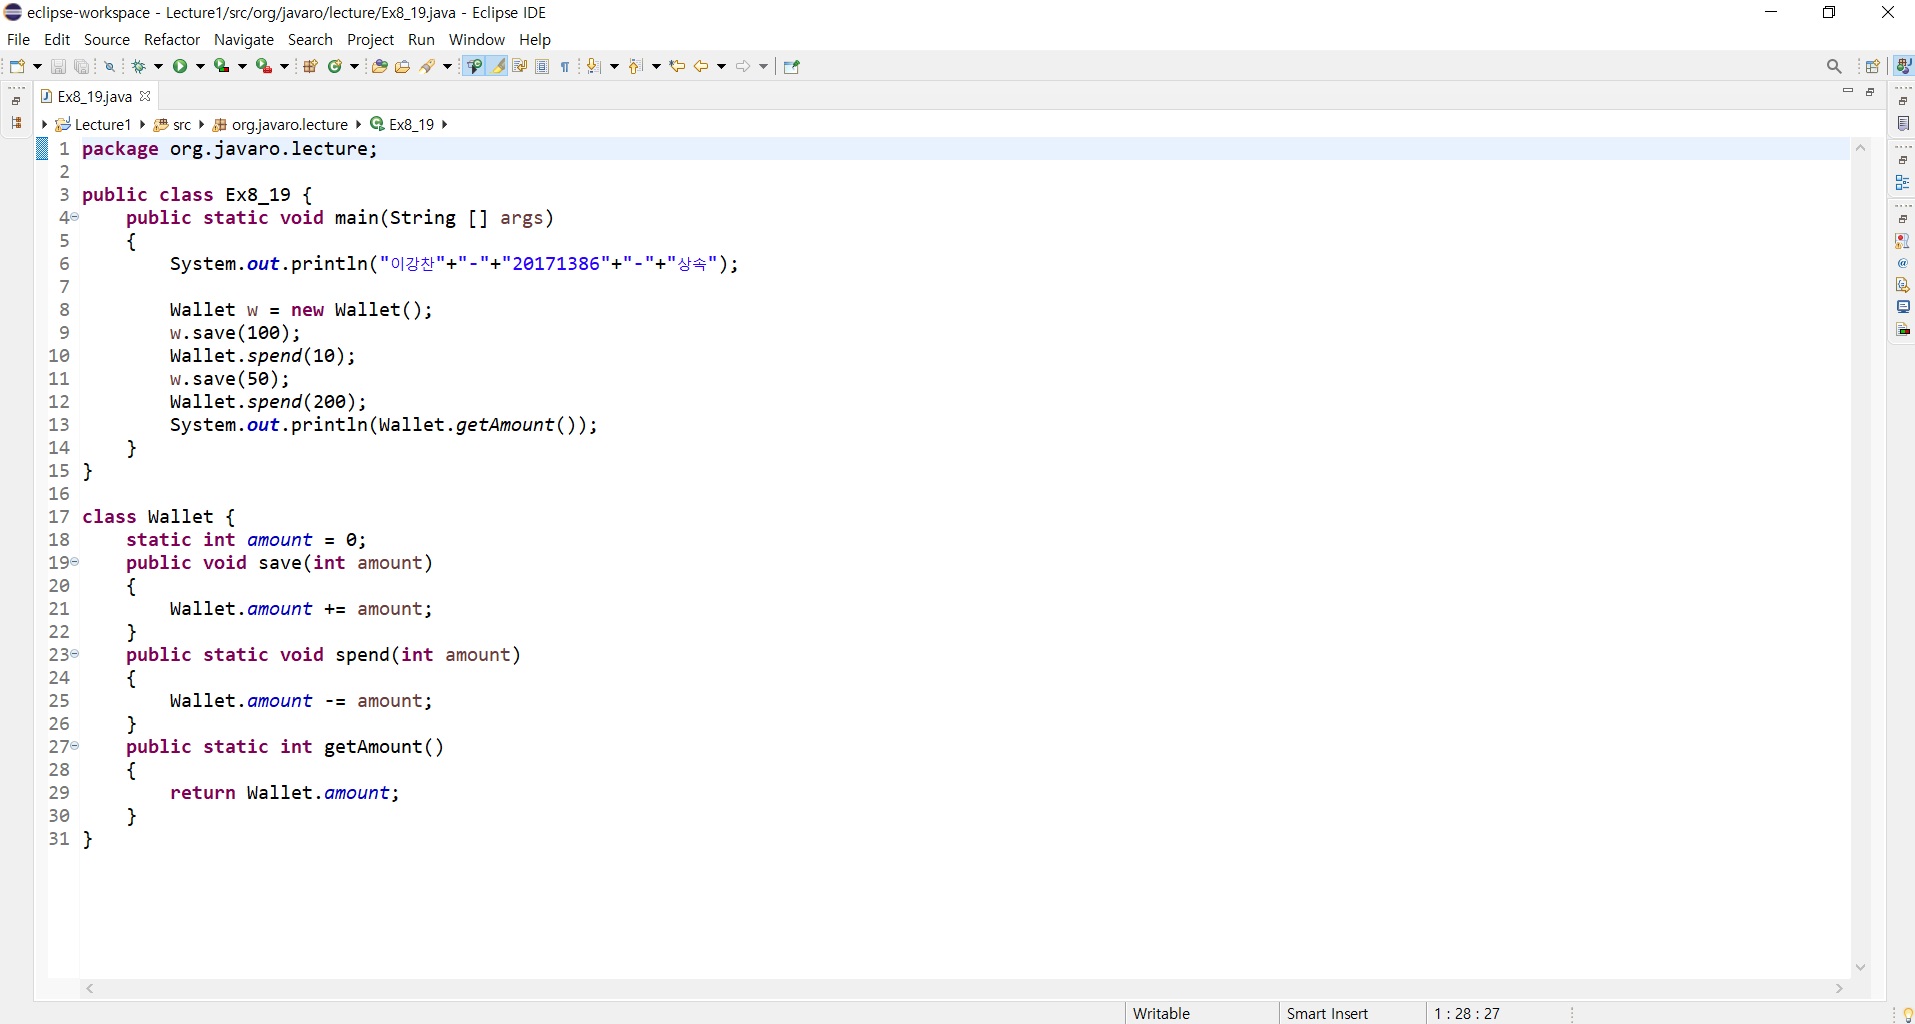 eclipse-workspace - Lecture1/src/org/javaro/lecture/Ex8_19.java - Eclipse IDE
File Edit Source Refactor Navigate Search Project Run Window Help
Ex8_19.java
Lecture1 src org.javaro.lecture Ex8_19
1 package org.javaro.lecture;
2
3 public class Ex8_19 {
4 public static void main(String [] args)
5 {
6 System.out.println("이강찬"+"-"+"20171386"+"-"+"상속");
7
8 Wallet w = new Wallet();
9 w.save(100);
10 Wallet.spend(10);
11 w.save(50);
12 Wallet.spend(200);
13 System.out.println(Wallet.getAmount());
14 }
15 }
16
17 class Wallet {
18 static int amount = 0;
19 public void save(int amount)
20 {
21 Wallet.amount += amount;
22 }
23 public static void spend(int amount)
24 {
25 Wallet.amount -= amount;
26 }
27 public static int getAmount()
28 {
29 return Wallet.amount;
30 }
31 }
Writable Smart Insert 1 : 28 : 27